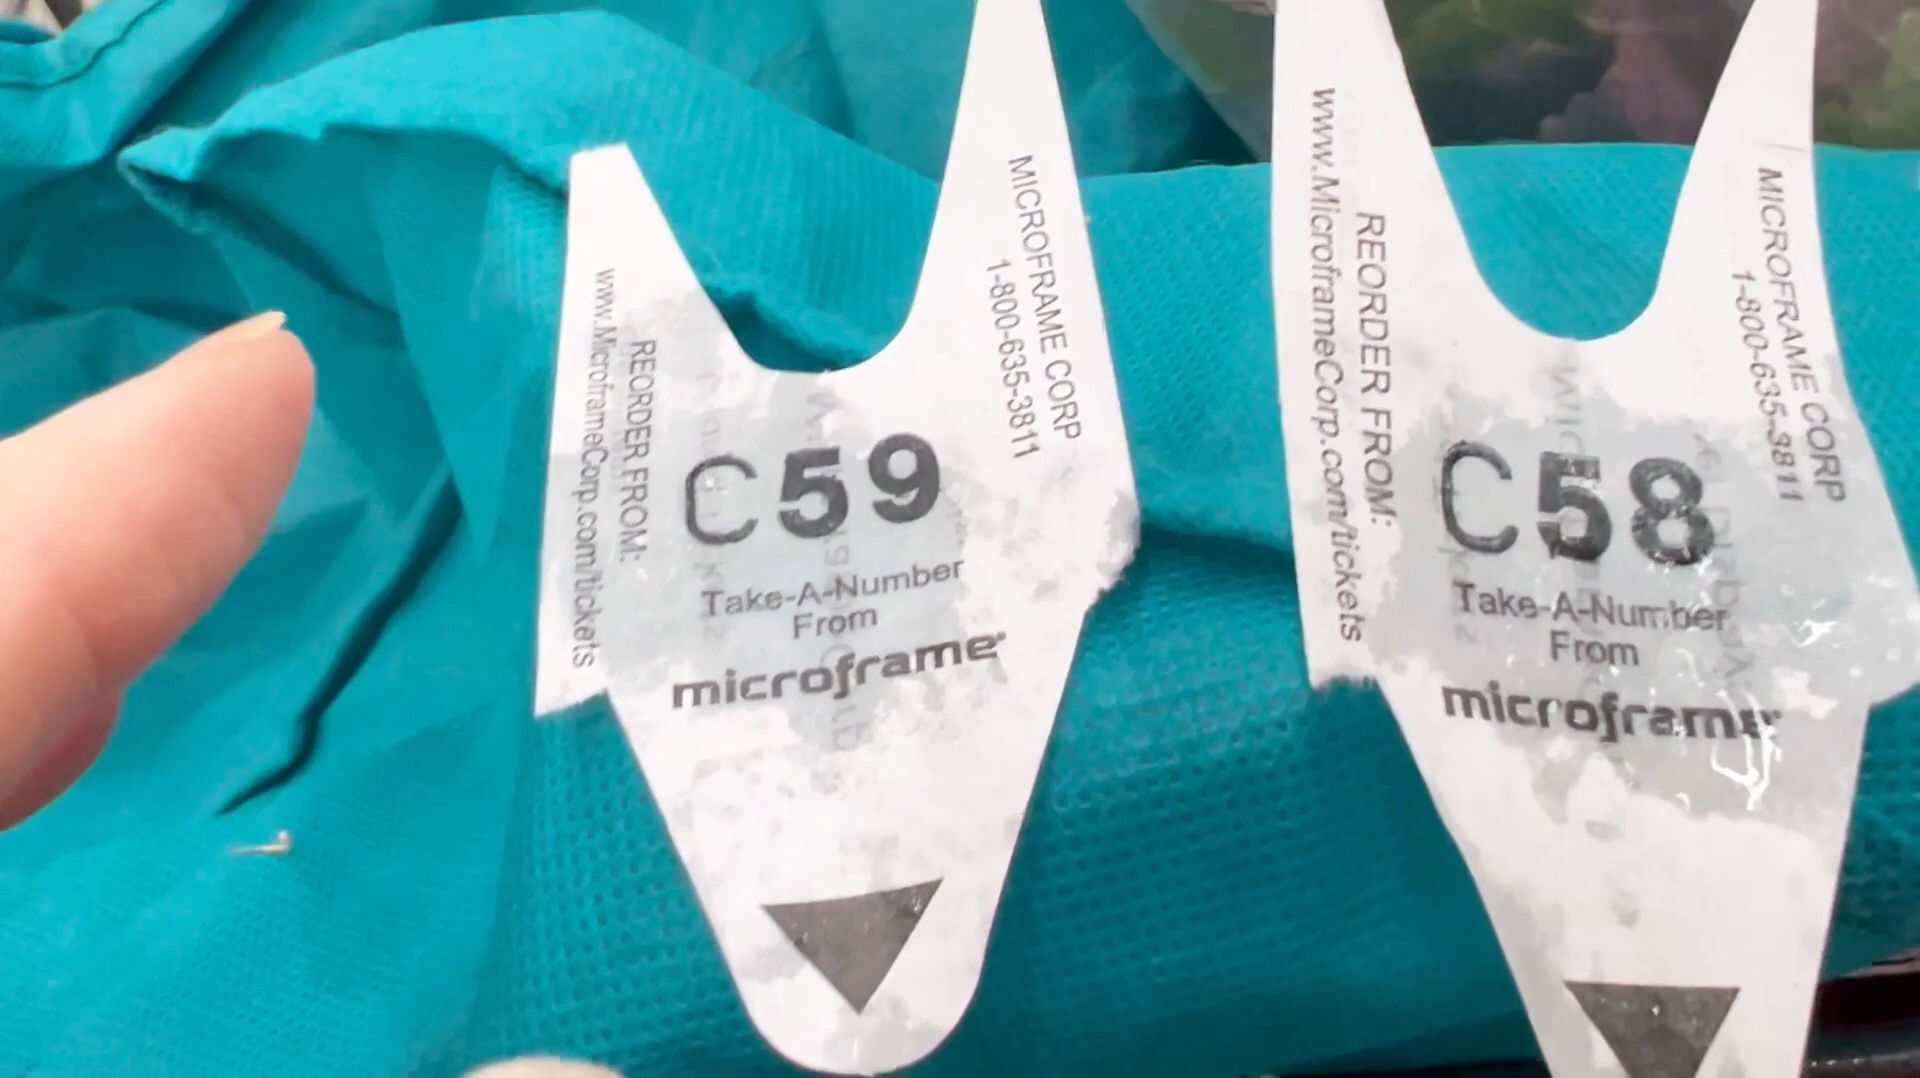 www.MicroframeCorp.com/tickets
REORDER FROM:
MICROFRAME CORP
1-800-635-3811
C59
Take-A-Number
From
microframe
www.MicroframeCorp.com/tickets
REORDER FROM:
MICROFRAME CORP
1-800-635-3811
C58
Take-A-Number
From
microframe